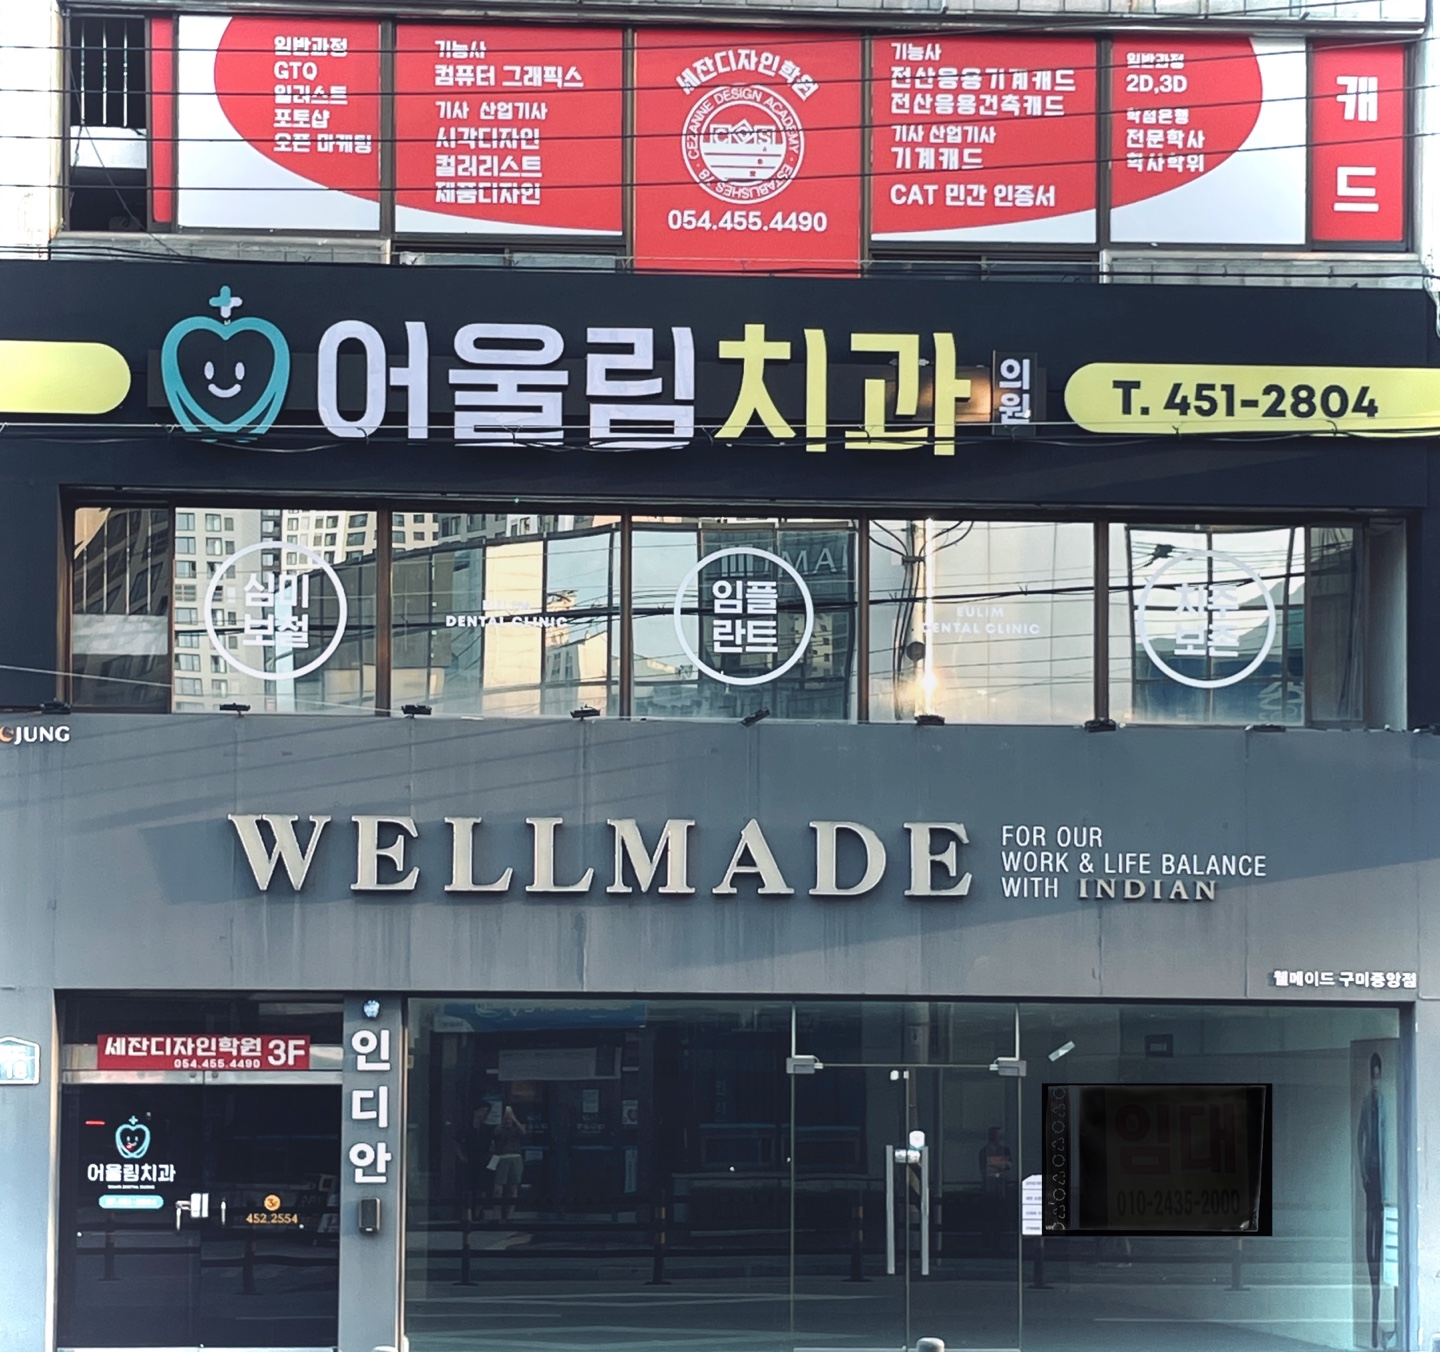 일반과정
GTQ
일러스트
포토샵
오픈 마케팅
기능사
컴퓨터 그래픽스
기사 산업기사
시각디자인
컬러리스트
제품디자인
세잔디자인학원
CEZANNE DESIGN ACADEMY · ESTABLISHES 78
054.455.4490
기능사
전산응용기계캐드
전산응용건축캐드
기사 산업기사
기계캐드
CAT 민간 인증서
일반과정
2D,3D
학점은행
전문학사
학사학위
캐드
어울림치과
의원
T. 451-2804
심미
보철
DENTAL CLINIC
임플
란트
EULIM
DENTAL CLINIC
치주
보존
JUNG
WELLMADE
FOR OUR
WORK & LIFE BALANCE
WITH INDIAN
웰메이드 구미중앙점
세잔디자인학원 3F
054.455.4490
인디안
어울림치과
452.2554
18
임대
010-2435-2000